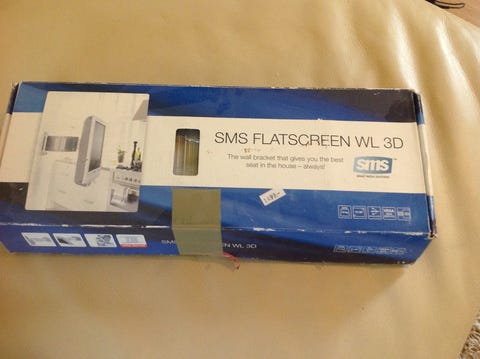 SMS FLATSCREEN WL 3D
The wall bracket that gives you the best
seat in the house – always!
sms
SMS FLATSCREEN WL 3D